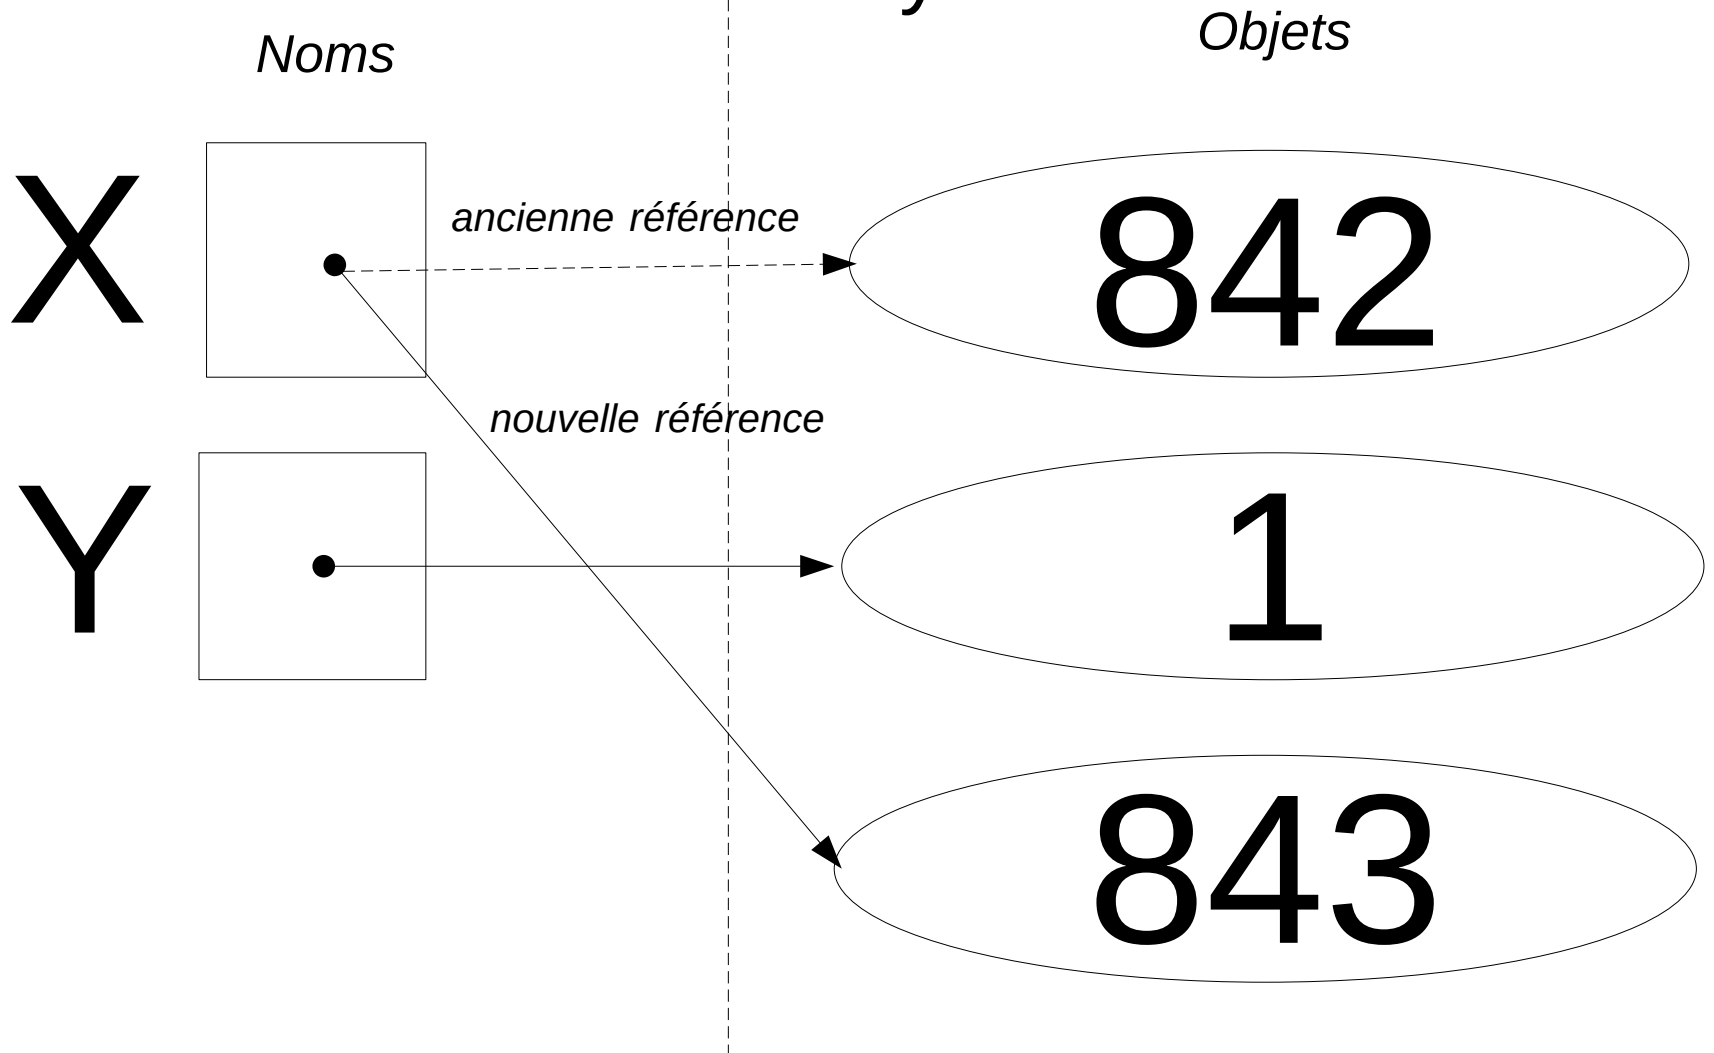 Noms
Objets
X
ancienne référence
842
nouvelle référence
Y
1
843